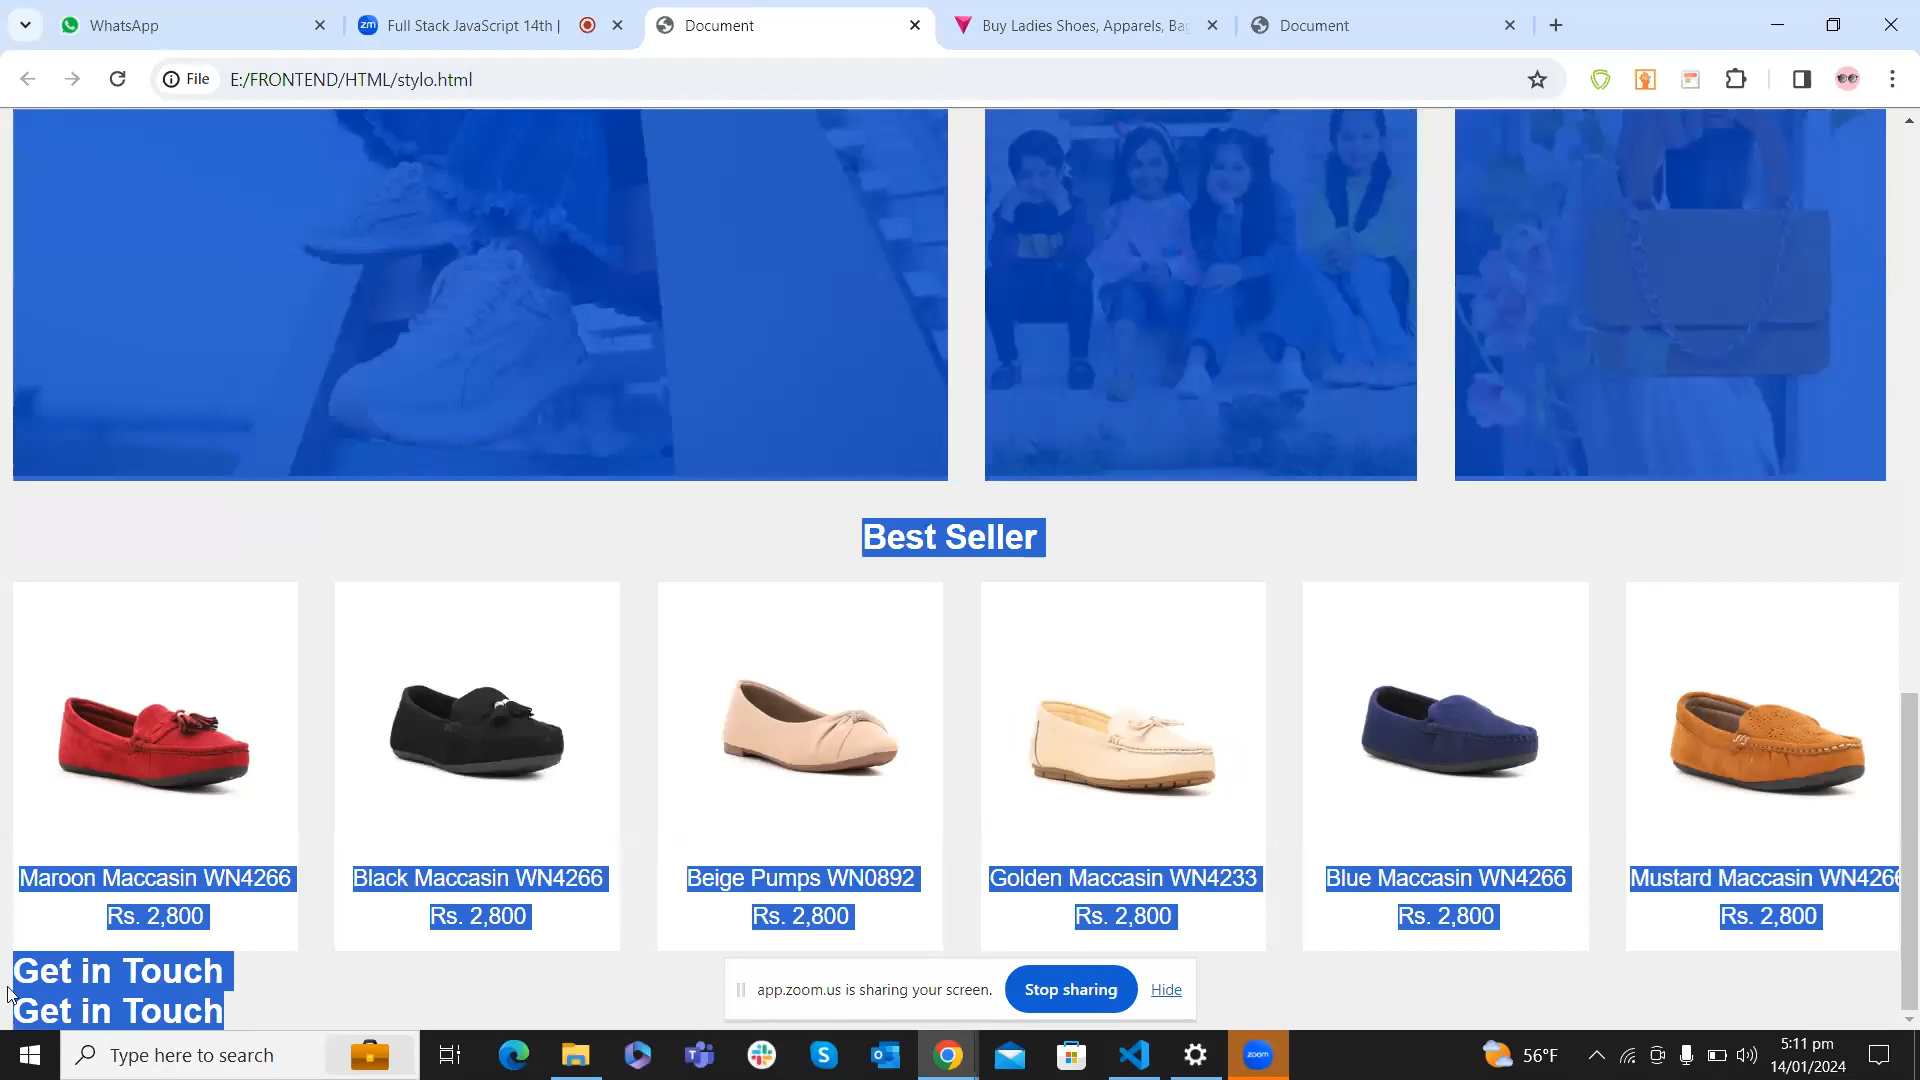 WhatsApp
zm Full Stack JavaScript 14th |
Document
Buy Ladies Shoes, Apparels, Bag
Document
File E:/FRONTEND/HTML/stylo.html
Best Seller
Maroon Maccasin WN4266 Black Maccasin WN4266 Beige Pumps WN0892 Golden Maccasin WN4233 Blue Maccasin WN4266 Mustard Maccasin WN4266
Rs. 2,800 Rs. 2,800 Rs. 2,800 Rs. 2,800 Rs. 2,800 Rs. 2,800
Get in Touch
Get in Touch
app.zoom.us is sharing your screen. Stop sharing Hide
Type here to search
zoom
56°F
5:11 pm
14/01/2024